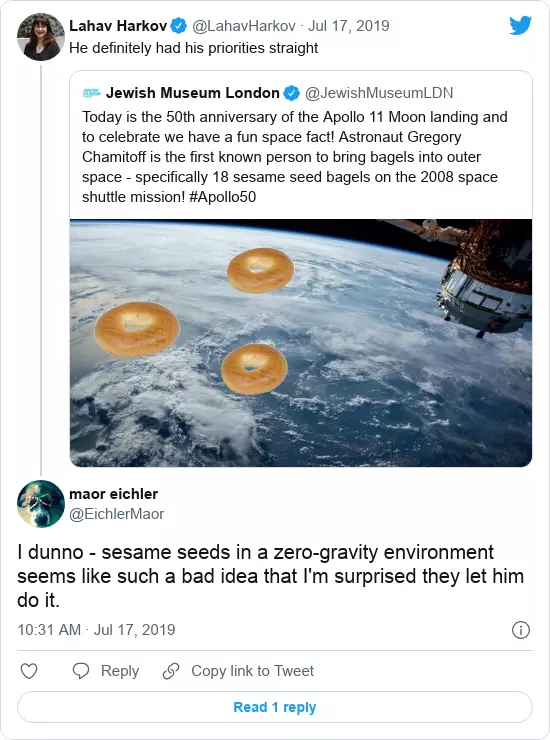 Lahav Harkov @LahavHarkov · Jul 17, 2019
He definitely had his priorities straight
Jewish Museum London @JewishMuseumLDN
Today is the 50th anniversary of the Apollo 11 Moon landing and
to celebrate we have a fun space fact! Astronaut Gregory
Chamitoff is the first known person to bring bagels into outer
space - specifically 18 sesame seed bagels on the 2008 space
shuttle mission! #Apollo50
maor eichler
@EichlerMaor
I dunno - sesame seeds in a zero-gravity environment
seems like such a bad idea that I'm surprised they let him
do it.
10:31 AM · Jul 17, 2019
Reply Copy link to Tweet
Read 1 reply